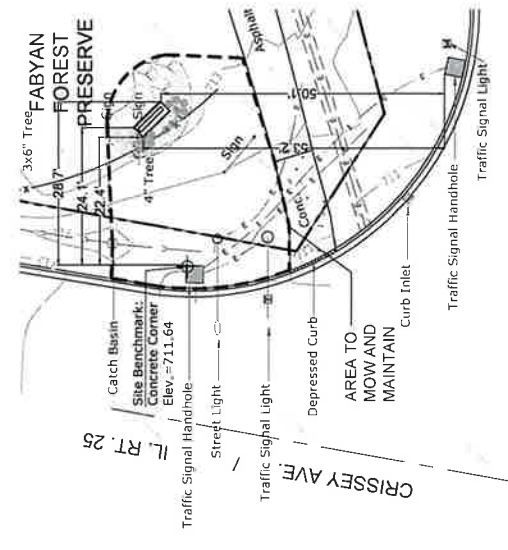 3x6" Tree
FABYAN
FOREST
PRESERVE
Sign
Sign
28.7'
24.1'
22.4'
4" Tree
213
Sign
Asphalt
50.1'
53.2'
Conc.
711
Catch Basin
Site Benchmark:
Concrete Corner
Elev.=711.64
Traffic Signal Handhole
Street Light
Traffic Signal Light
Depressed Curb
AREA TO
MOW AND
MAINTAIN
Curb Inlet
Traffic Signal Handhole
Traffic Signal Light
CRISSEY AVE. / IL. RT. 25